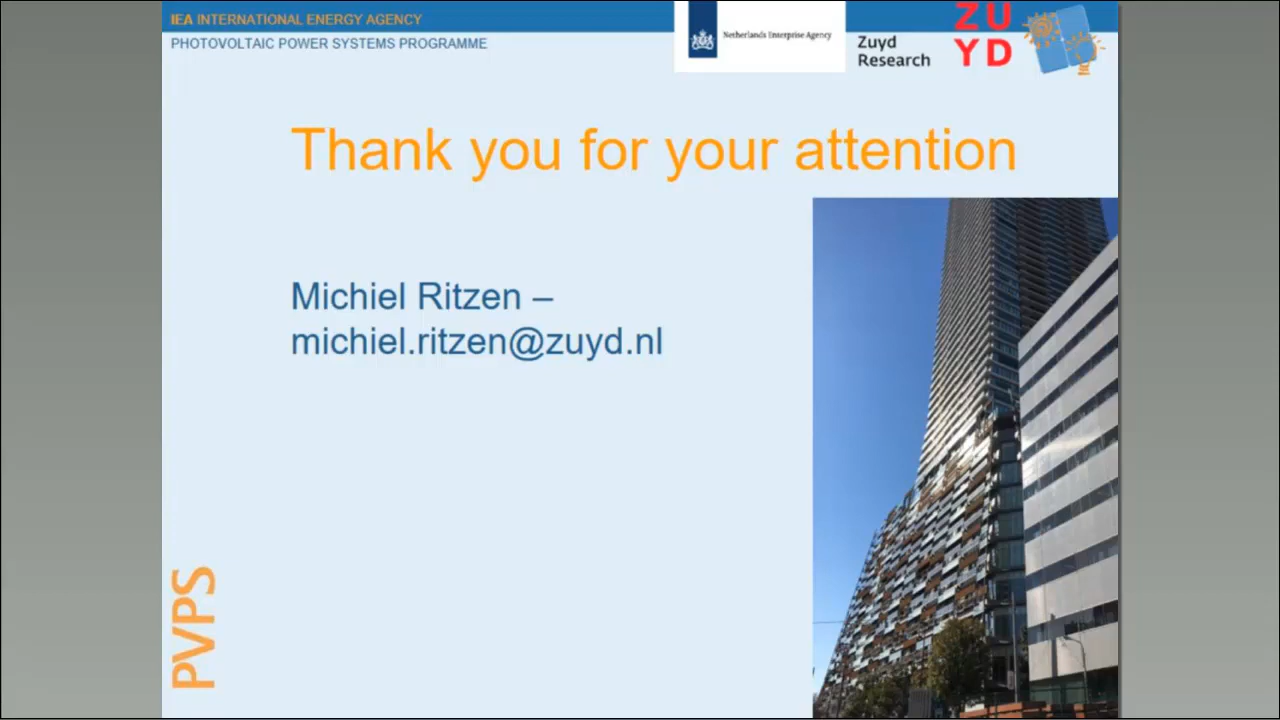 IEA INTERNATIONAL ENERGY AGENCY
PHOTOVOLTAIC POWER SYSTEMS PROGRAMME
Netherlands Enterprise Agency
Zuyd
Research
ZU
YD
Thank you for your attention
Michiel Ritzen –
michiel.ritzen@zuyd.nl
PVPS